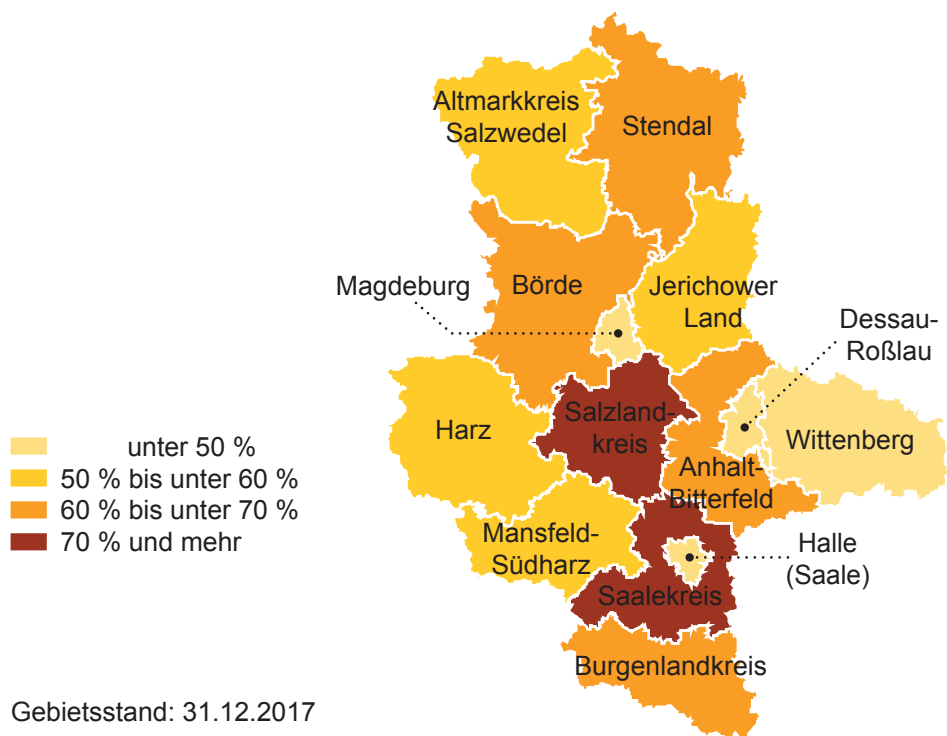 Altmarkkreis
Salzwedel
Stendal
Magdeburg
Börde
Jerichower
Land
Dessau-
Roßlau
Harz
Salzland-
kreis
Wittenberg
Anhalt-
Bitterfeld
Mansfeld-
Südharz
Halle
(Saale)
Saalekreis
Burgenlandkreis
unter 50 %
50 % bis unter 60 %
60 % bis unter 70 %
70 % und mehr
Gebietsstand: 31.12.2017